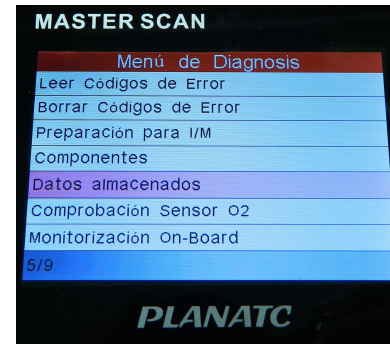 MASTER SCAN
Menú de Diagnosis
Leer Códigos de Error
Borrar Códigos de Error
Preparación para I/M
Componentes
Datos almacenados
Comprobación Sensor O2
Monitorización On-Board
5/9
PLANATC